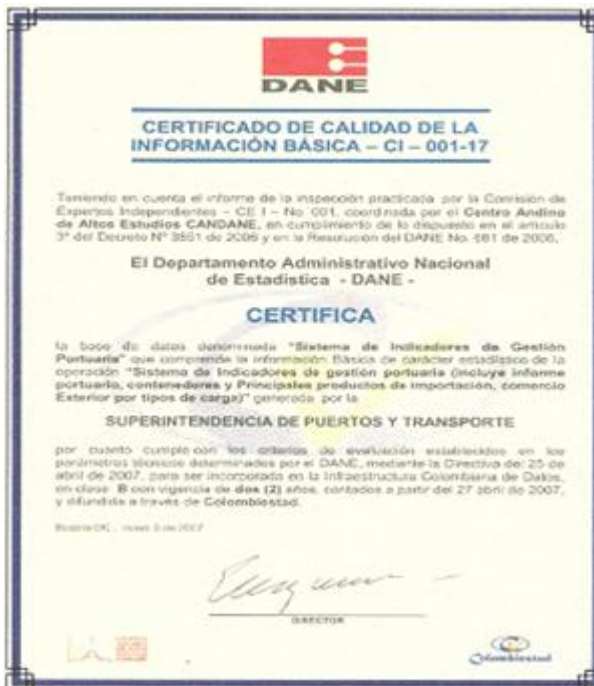 DANE
CERTIFICADO DE CALIDAD DE LA
INFORMACIÓN BÁSICA – CI – 001-17
Teniendo en cuenta el informe de la inspección practicada por la Comisión de
Expertos Independientes – CE I – No. 001, coordinada por el Centro Andino
de Altos Estudios CANDANE, en cumplimiento de lo dispuesto en el artículo
3º del Decreto Nº 3851 de 2006 y en la Resolución del DANE No. 681 de 2006,
El Departamento Administrativo Nacional
de Estadística - DANE -
CERTIFICA
la base de datos denominada "Sistema de Indicadores de Gestión
Portuaria" que comprende la información Básica de carácter estadístico de la
operación "Sistema de Indicadores de gestión portuaria (incluye informe
portuario, contenedores y Principales productos de importación, comercio
Exterior por tipos de carga)" generada por la
SUPERINTENDENCIA DE PUERTOS Y TRANSPORTE
por cuanto cumple con los criterios de evaluación establecidos en los
parámetros técnicos determinados por el DANE, mediante la Directiva del 25 de
abril de 2007, para ser incorporada en la Infraestructura Colombiana de Datos,
en clase B con vigencia de dos (2) años, contados a partir del 27 abril de 2007,
y difundida a través de Colombiestad.
DIRECTOR
Colombiestad